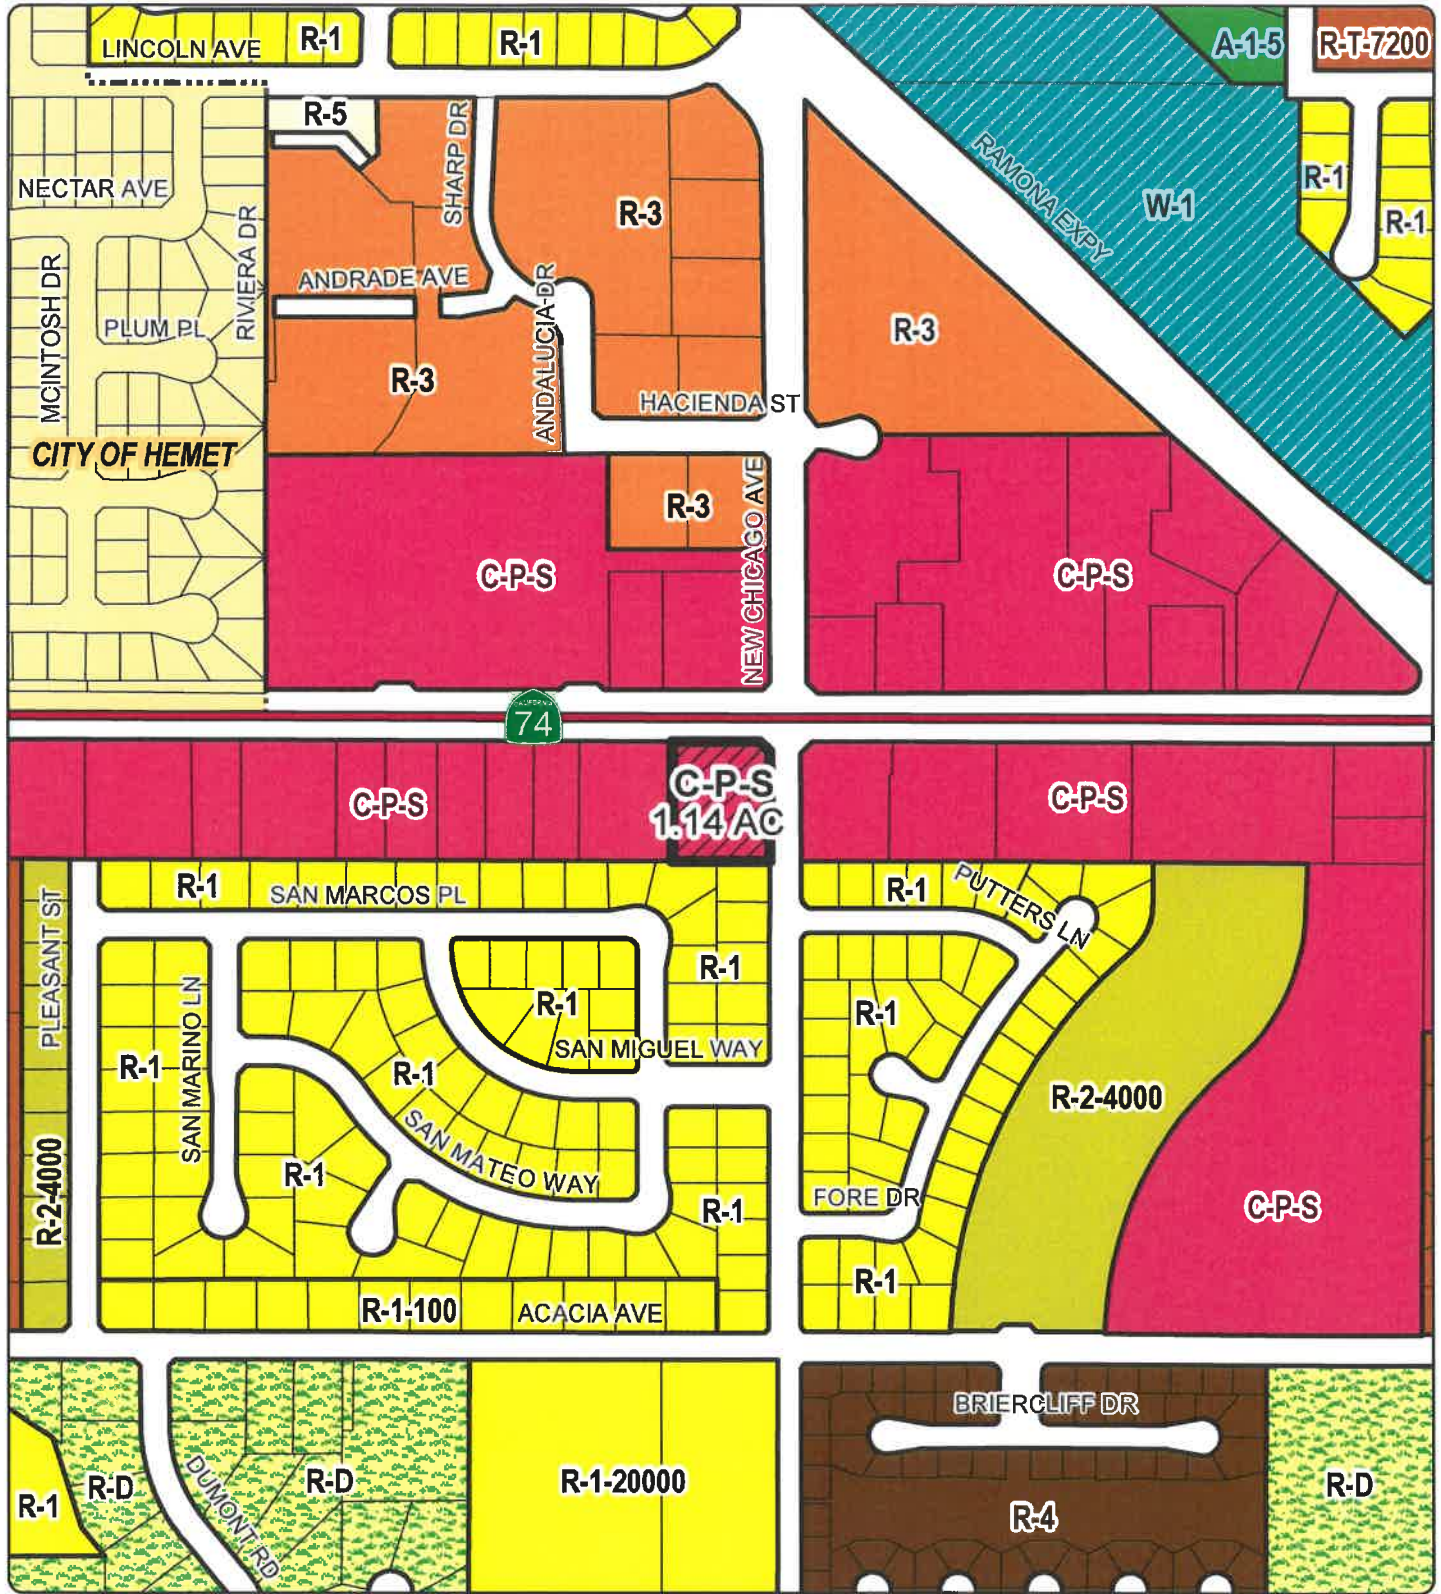 LINCOLN AVE
R-1
R-1
A-1-5
R-T-7200
R-5
SHARP DR
RAMONA EXPY
NECTAR AVE
R-3
W-1
R-1
R-1
RIVIERA DR
MCINTOSH DR
ANDRADE AVE
PLUM PL
ANDALUCIA DR
R-3
R-3
HACIENDA ST
CITY OF HEMET
R-3
NEW CHICAGO AVE
C-P-S
C-P-S
CALIFORNIA
74
C-P-S
C-P-S
1.14 AC
C-P-S
R-1
SAN MARCOS PL
R-1
PUTTERS LN
PLEASANT ST
R-1
SAN MARINO LN
R-1
R-1
SAN MIGUEL WAY
R-1
R-1
R-2-4000
SAN MATEO WAY
R-2-4000
R-1
R-1
FORE DR
C-P-S
R-1
R-1-100
ACACIA AVE
BRIERCLIFF DR
R-1
R-D
DUMONT RD
R-D
R-1-20000
R-4
R-D